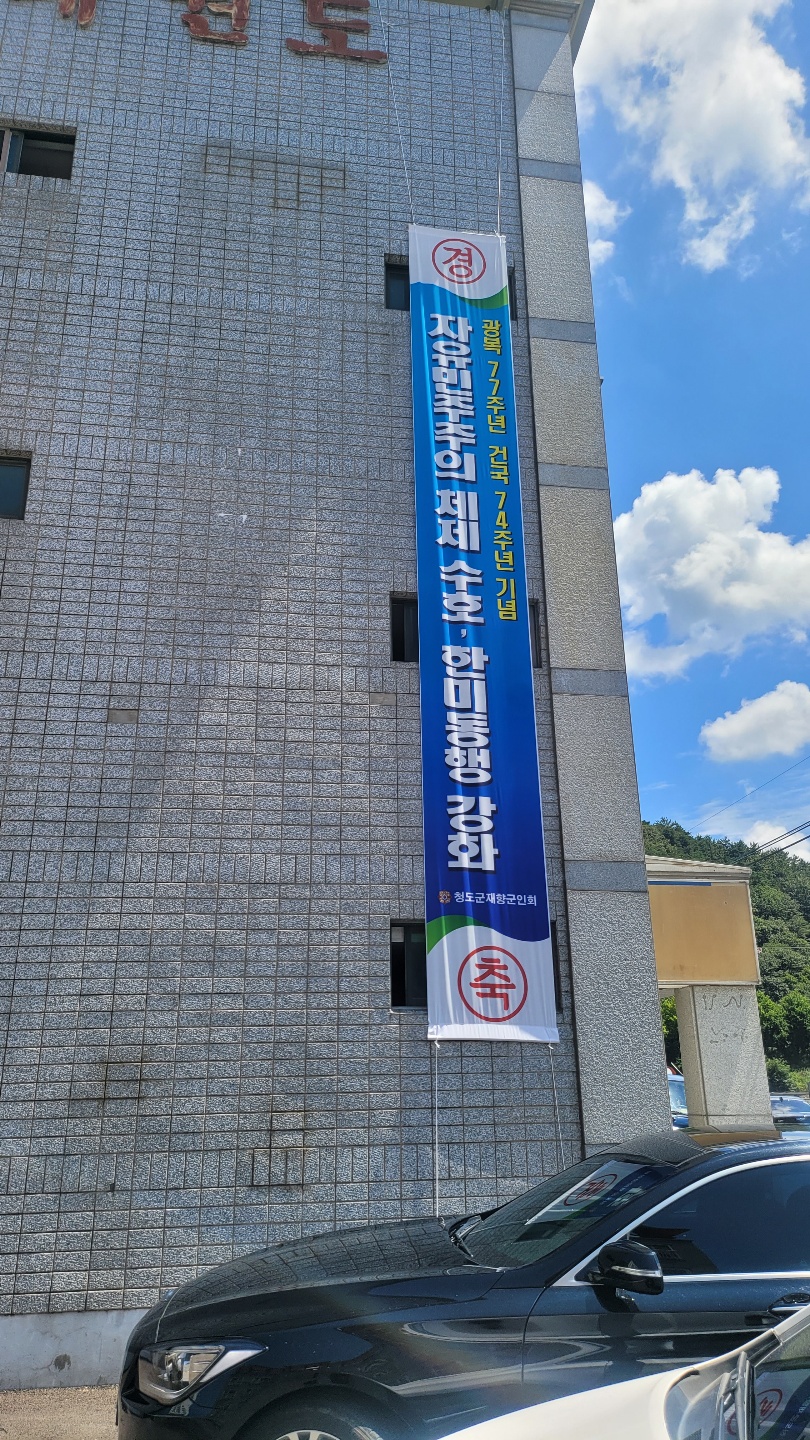 경
광복 77주년 건국 74주년 기념
자유민주주의 체제 수호, 한미동행 강화
청도군재향군인회
축